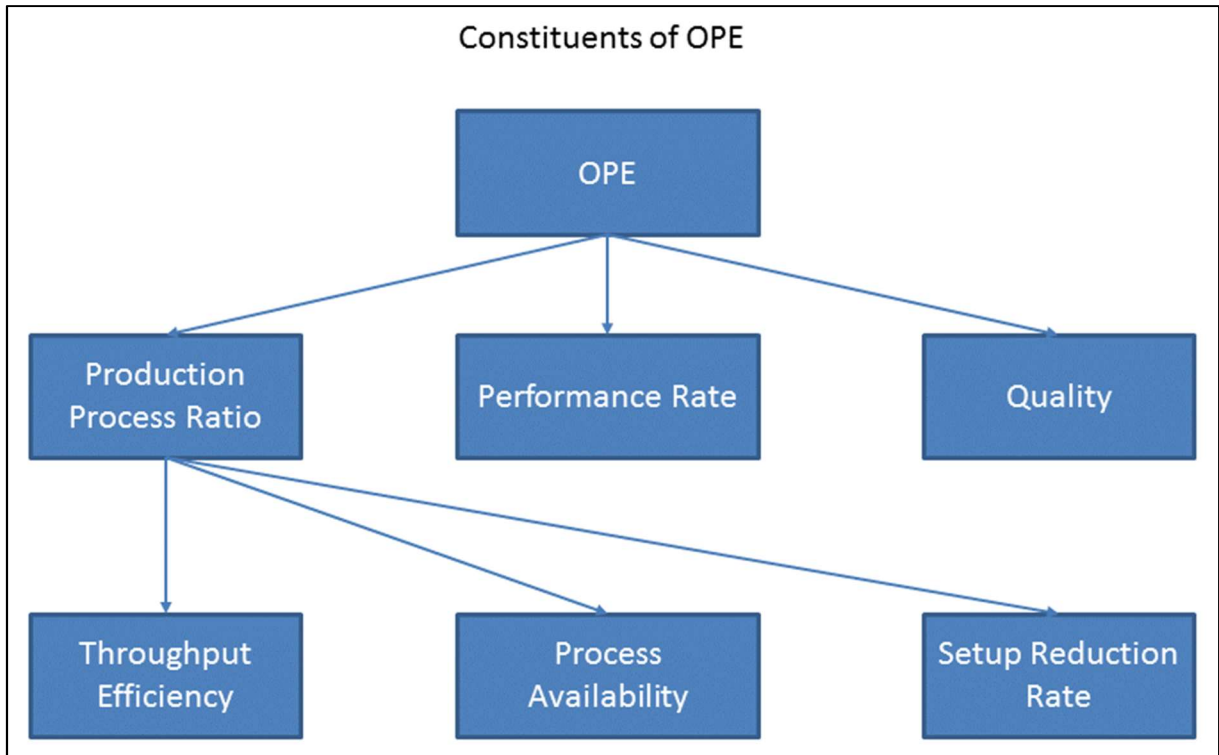 Constituents of OPE
OPE
Production
Process Ratio
Performance Rate
Quality
Throughput
Efficiency
Process
Availability
Setup Reduction
Rate